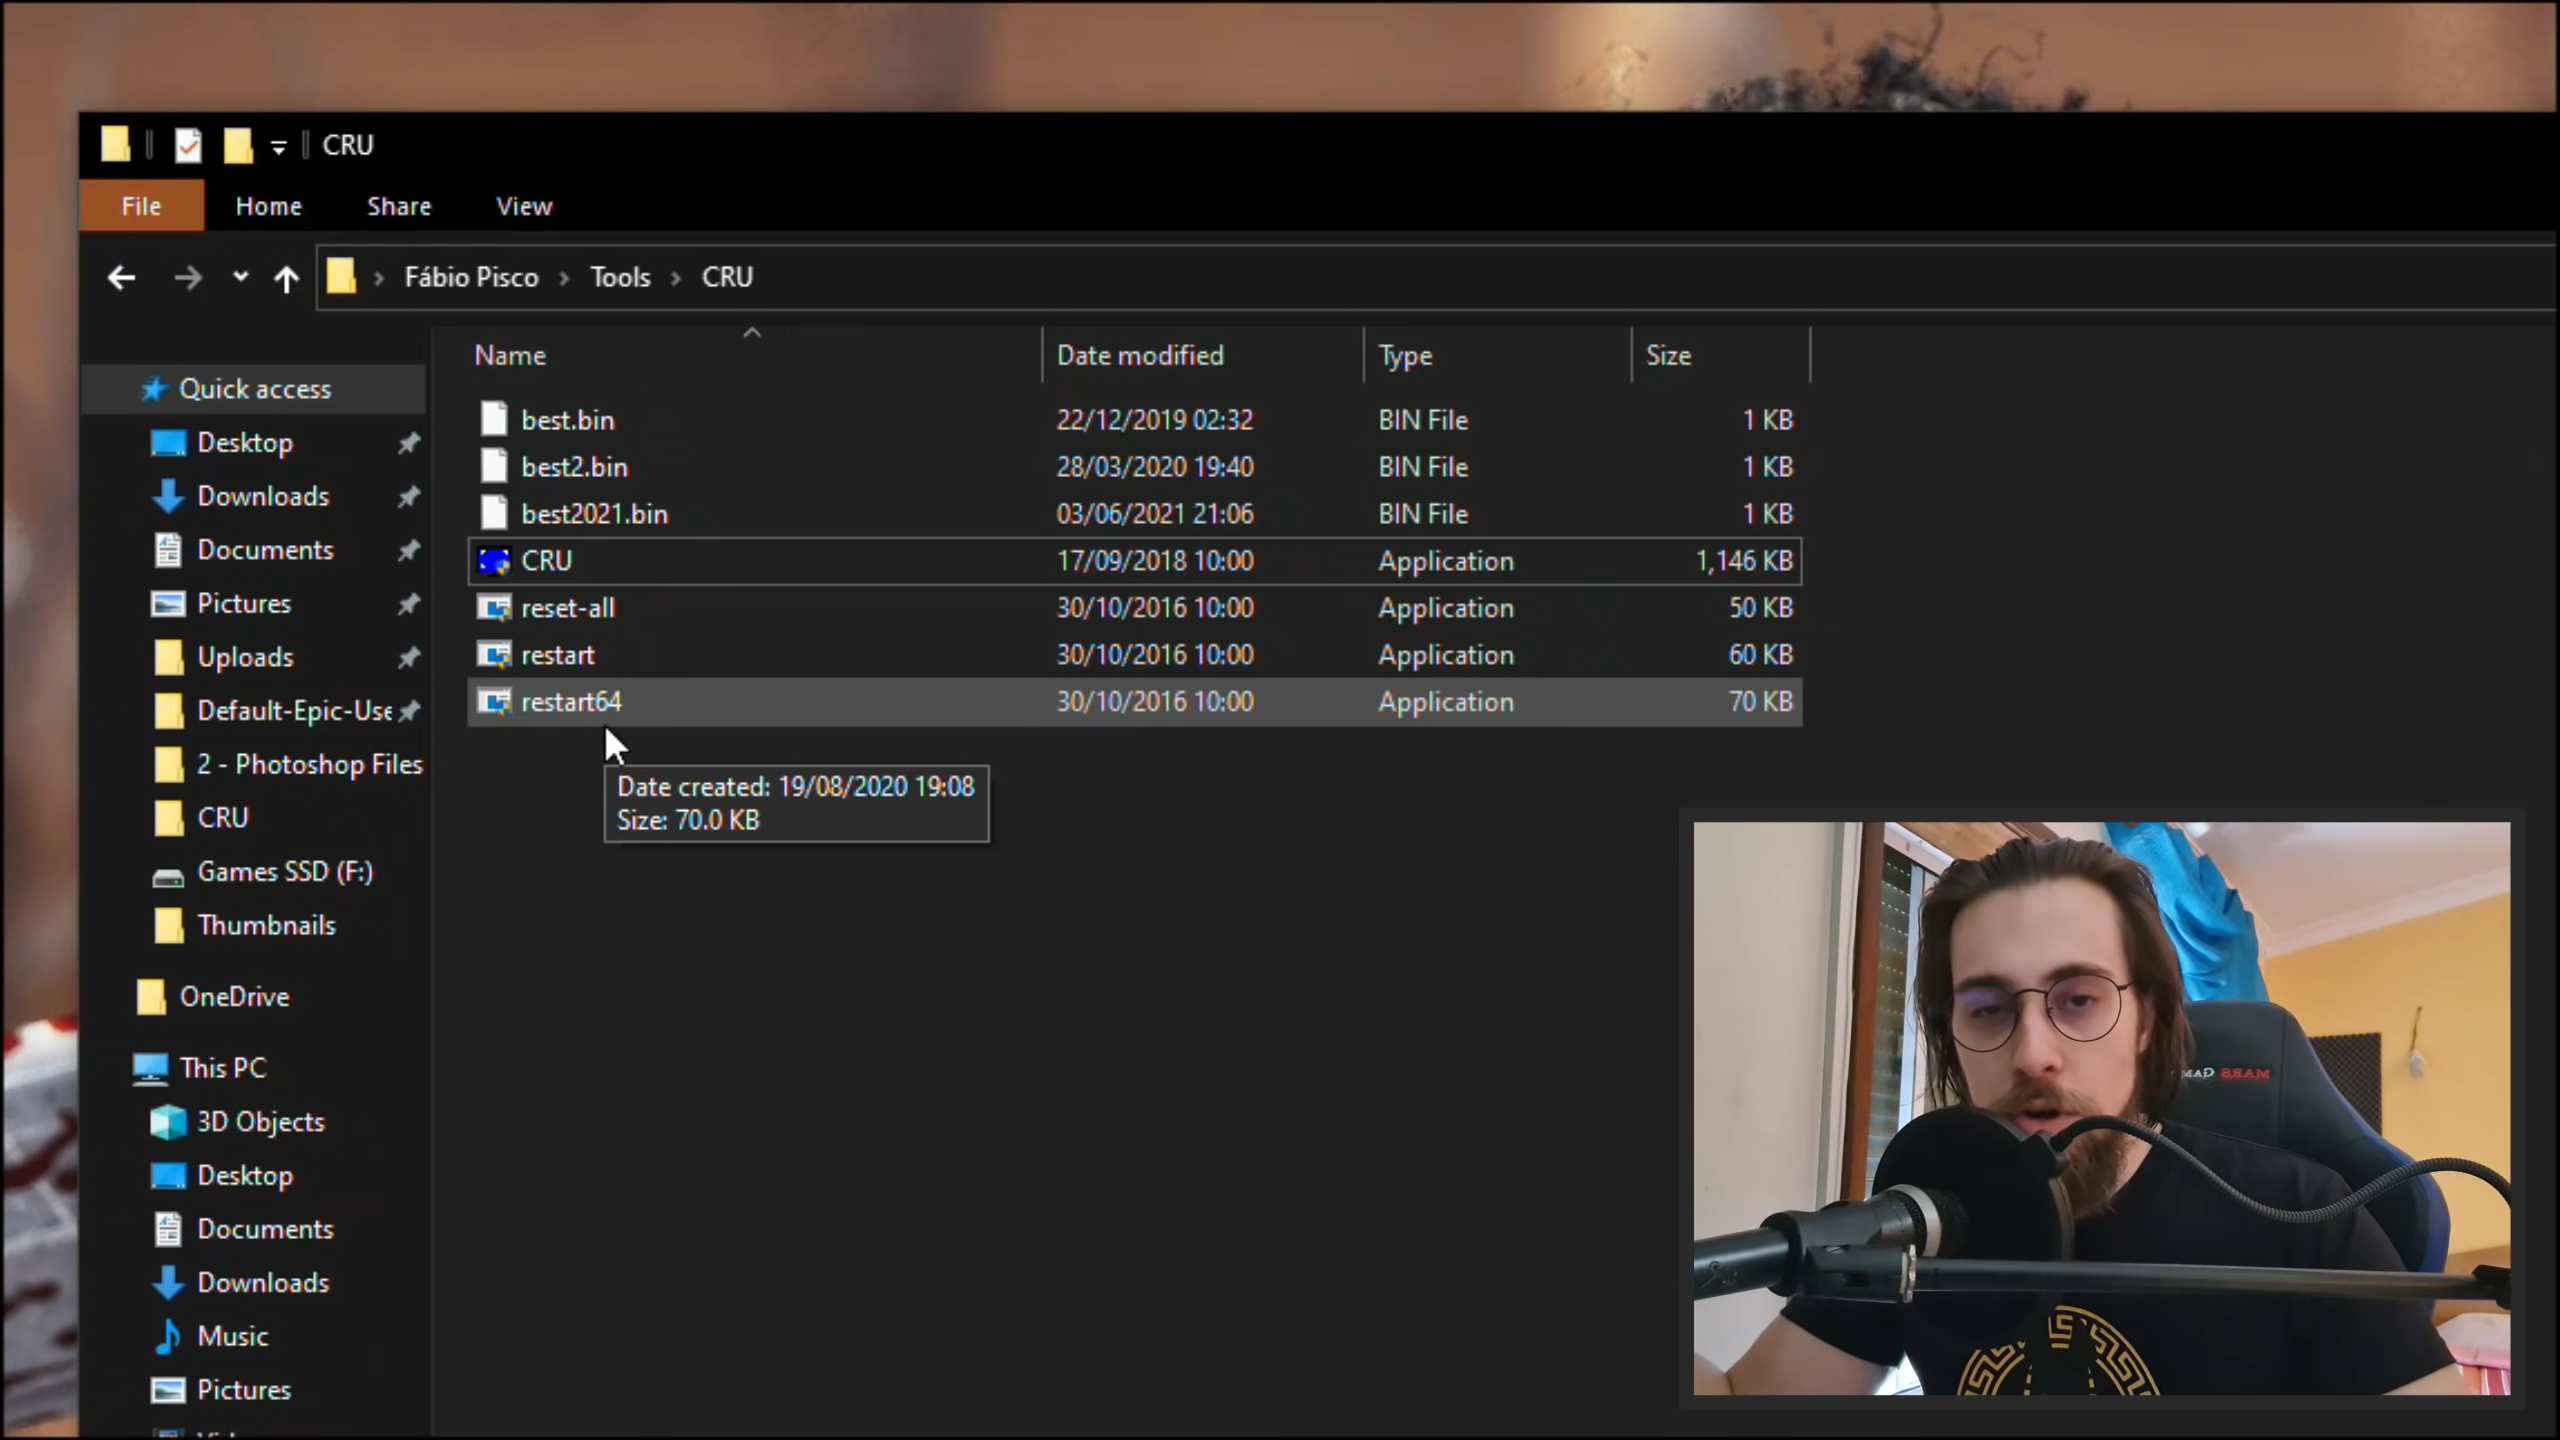 CRU
File Home Share View
Fábio Pisco Tools CRU
Name Date modified Type Size
Quick access
Desktop
Downloads
Documents
Pictures
Uploads
Default-Epic-Use
2 - Photoshop Files
CRU
Games SSD (F:)
Thumbnails
OneDrive
This PC
3D Objects
Desktop
Documents
Downloads
Music
Pictures
best.bin 22/12/2019 02:32 BIN File 1 KB
best2.bin 28/03/2020 19:40 BIN File 1 KB
best2021.bin 03/06/2021 21:06 BIN File 1 KB
CRU 17/09/2018 10:00 Application 1,146 KB
reset-all 30/10/2016 10:00 Application 50 KB
restart 30/10/2016 10:00 Application 60 KB
restart64 30/10/2016 10:00 Application 70 KB
Date created: 19/08/2020 19:08
Size: 70.0 KB
MARS